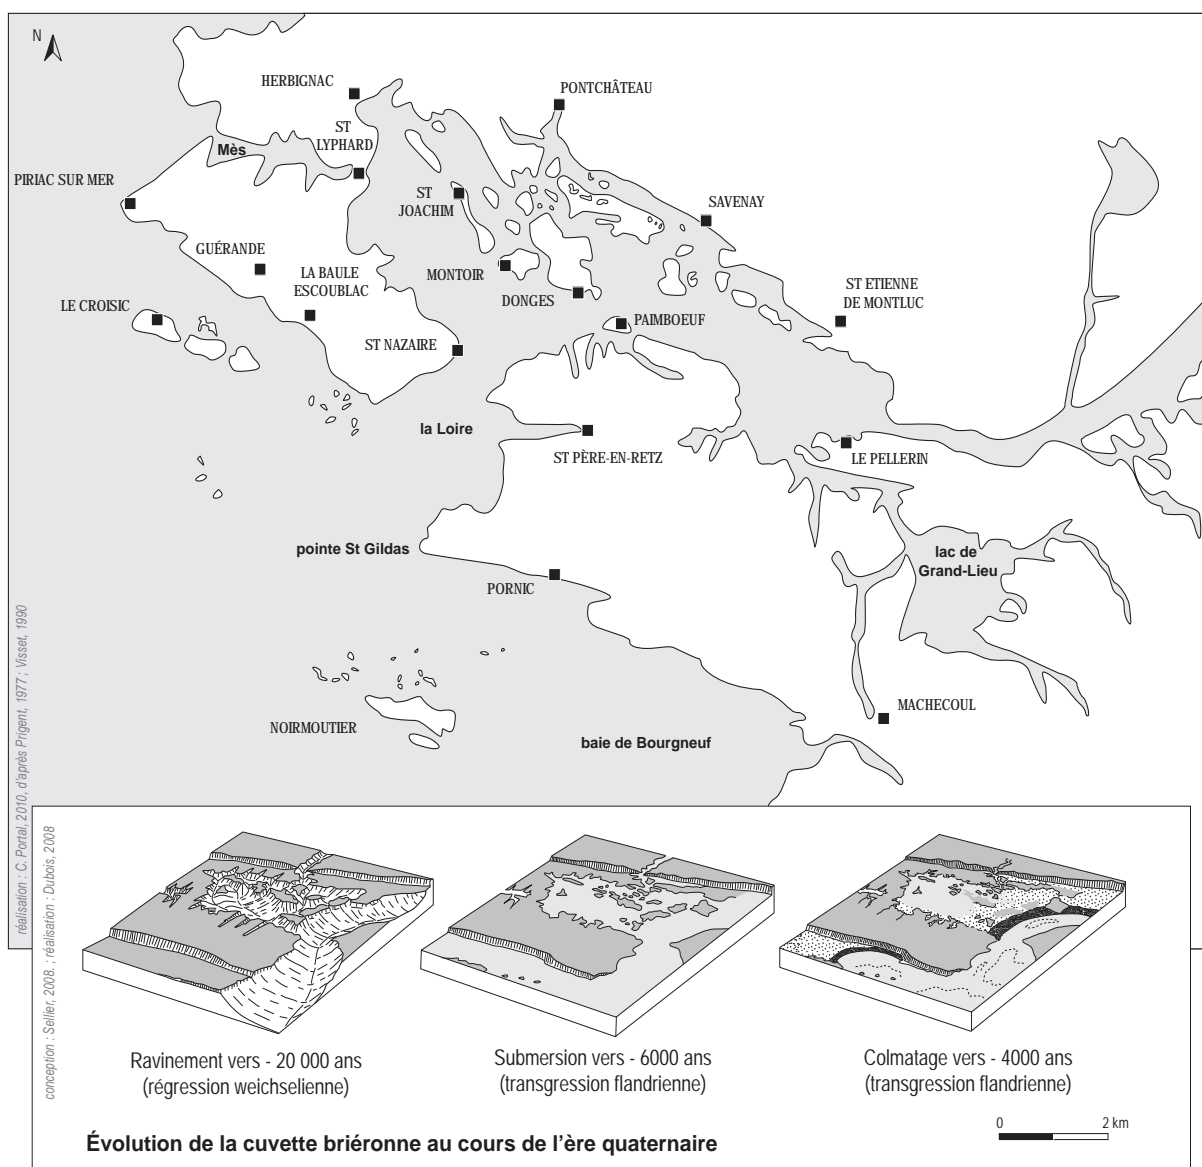 N
HERBIGNAC
PONTCHÂTEAU
ST
LYPHARD
Mès
PIRIAC SUR MER
ST
JOACHIM
SAVENAY
GUÉRANDE
LA BAULE
ESCOUBLAC
MONTOIR
DONGES
ST ETIENNE
DE MONTLUC
LE CROISIC
PAIMBOEUF
ST NAZAIRE
la Loire
ST PÈRE-EN-RETZ
LE PELLERIN
pointe St Gildas
lac de
Grand-Lieu
PORNIC
MACHECOUL
NOIRMOUTIER
baie de Bourgneuf
réalisation : C. Portal, 2010, d'après Prigent, 1977 ; Visset, 1990
conception : Sellier, 2008. ; réalisation : Dubois, 2008
Ravinement vers - 20 000 ans
(régression weichselienne)
Submersion vers - 6000 ans
(transgression flandrienne)
Colmatage vers - 4000 ans
(transgression flandrienne)
0 2 km
Évolution de la cuvette briéronne au cours de l'ère quaternaire